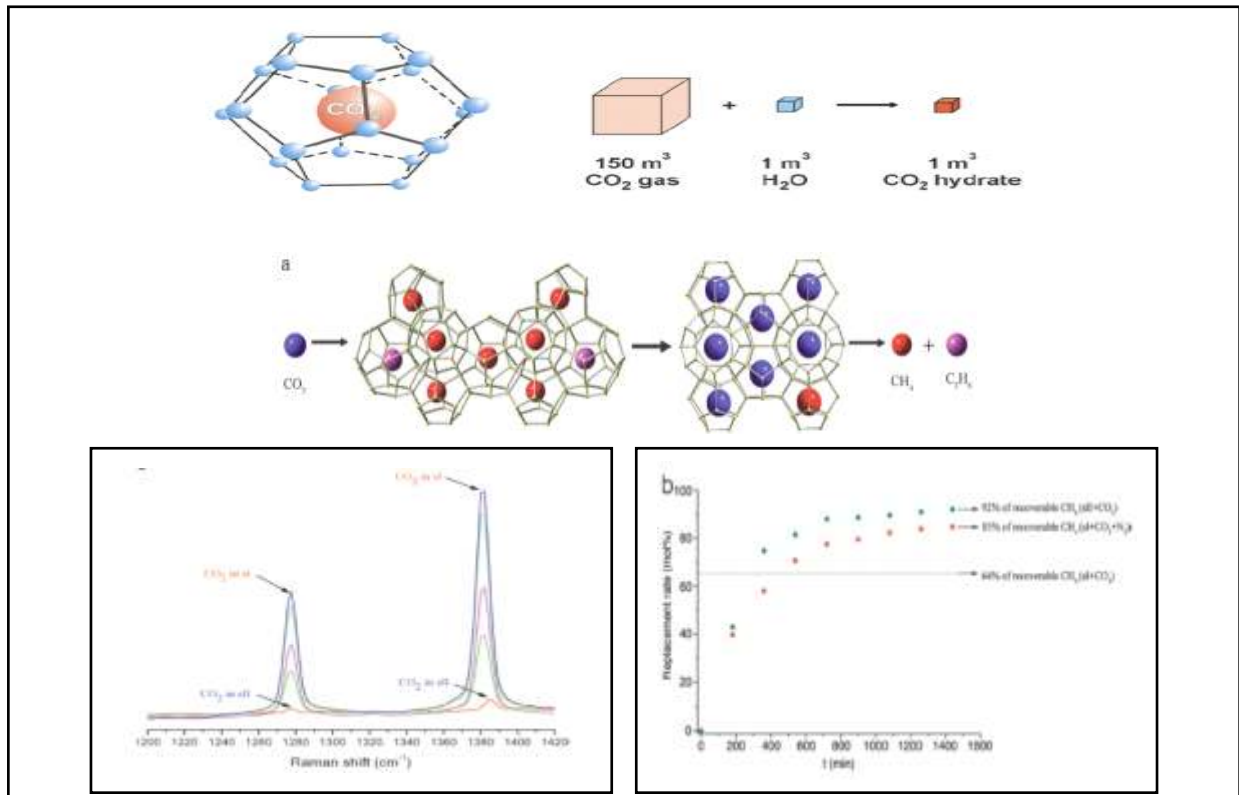 CO
+
150 m³
CO₂ gas
1 m³
H₂O
1 m³
CO₂ hydrate
a
CO₂
CH₄
+
C₂H₆
CO₂ in sI
CO₂ in sI
CO₂ in sII
CO₂ in sII
1200 1220 1240 1260 1280 1300 1320 1340 1360 1380 1400 1420
Raman shift (cm⁻¹)
b
100
80
60
40
20
0
Replacement rate (mol%)
92% of recoverable CH₄ (sII+CO₂)
85% of recoverable CH₄ (sII+CO₂+N₂)
64% of recoverable CH₄ (sI+CO₂)
0 200 400 600 800 1000 1200 1400 1600
t (min)